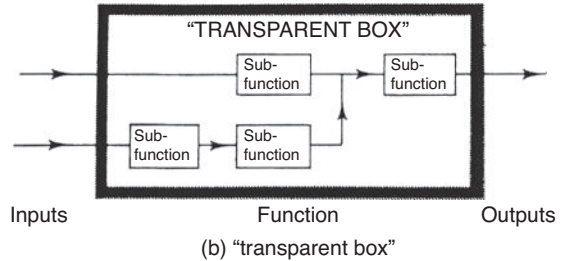 “TRANSPARENT BOX”
Sub-
function
Sub-
function
Sub-
function
Sub-
function
Inputs
Function
Outputs
(b) “transparent box”